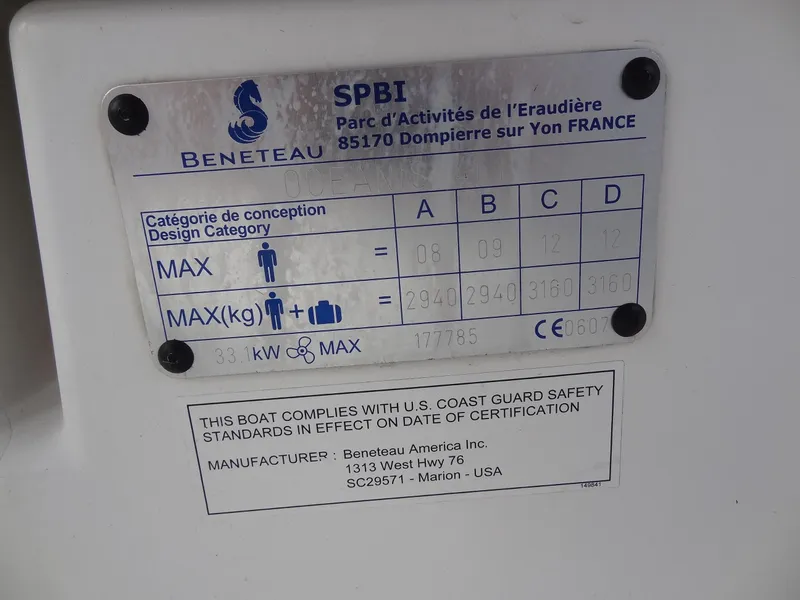 SPBI
Parc d'Activités de l'Eraudière
85170 Dompierre sur Yon FRANCE
BENETEAU
OCEANIS
Catégorie de conception
Design Category
A B C D
MAX = 08 09 12 12
MAX(kg) + = 2940 2940 3160 3160
33.1kW MAX 177785 CE0607
THIS BOAT COMPLIES WITH U.S. COAST GUARD SAFETY
STANDARDS IN EFFECT ON DATE OF CERTIFICATION
MANUFACTURER : Beneteau America Inc.
1313 West Hwy 76
SC29571 - Marion - USA
149841